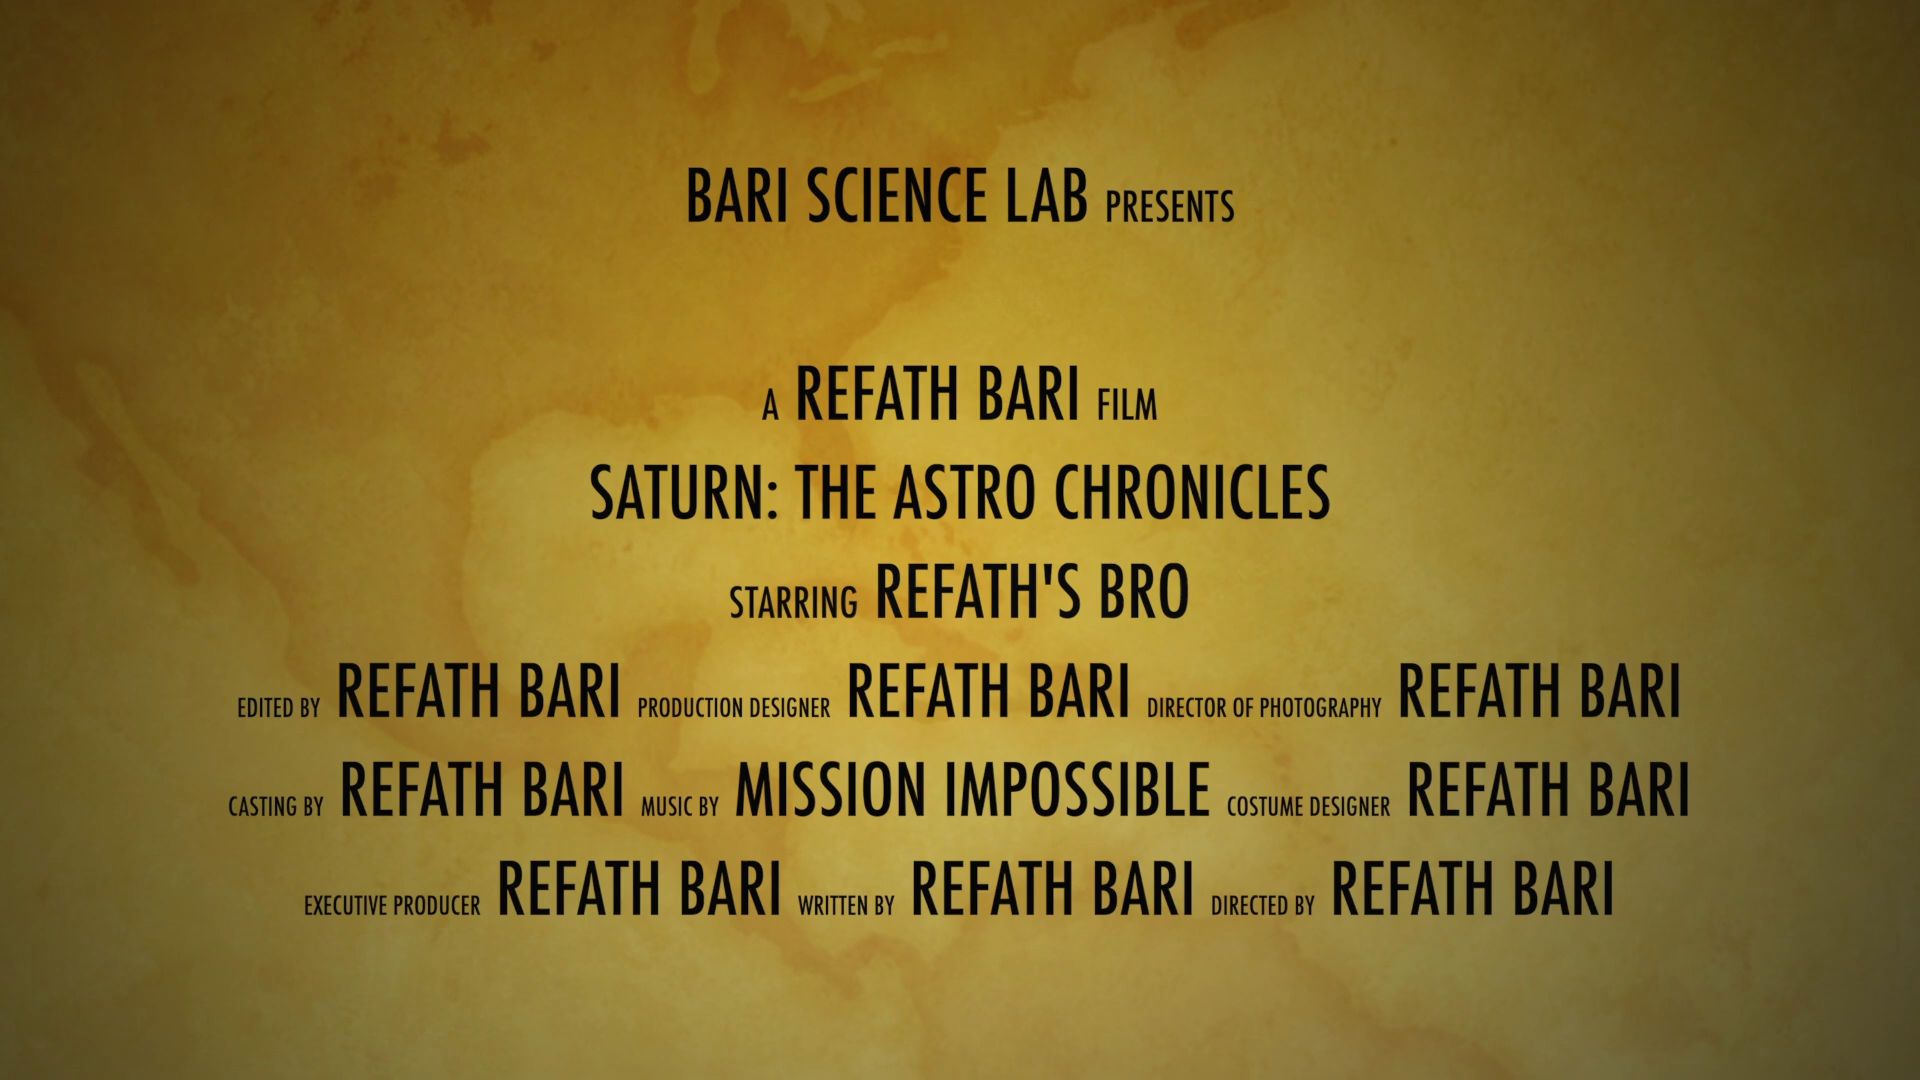 BARI SCIENCE LAB PRESENTS
A REFATH BARI FILM
SATURN: THE ASTRO CHRONICLES
STARRING REFATH'S BRO
EDITED BY REFATH BARI PRODUCTION DESIGNER REFATH BARI DIRECTOR OF PHOTOGRAPHY REFATH BARI
CASTING BY REFATH BARI MUSIC BY MISSION IMPOSSIBLE COSTUME DESIGNER REFATH BARI
EXECUTIVE PRODUCER REFATH BARI WRITTEN BY REFATH BARI DIRECTED BY REFATH BARI